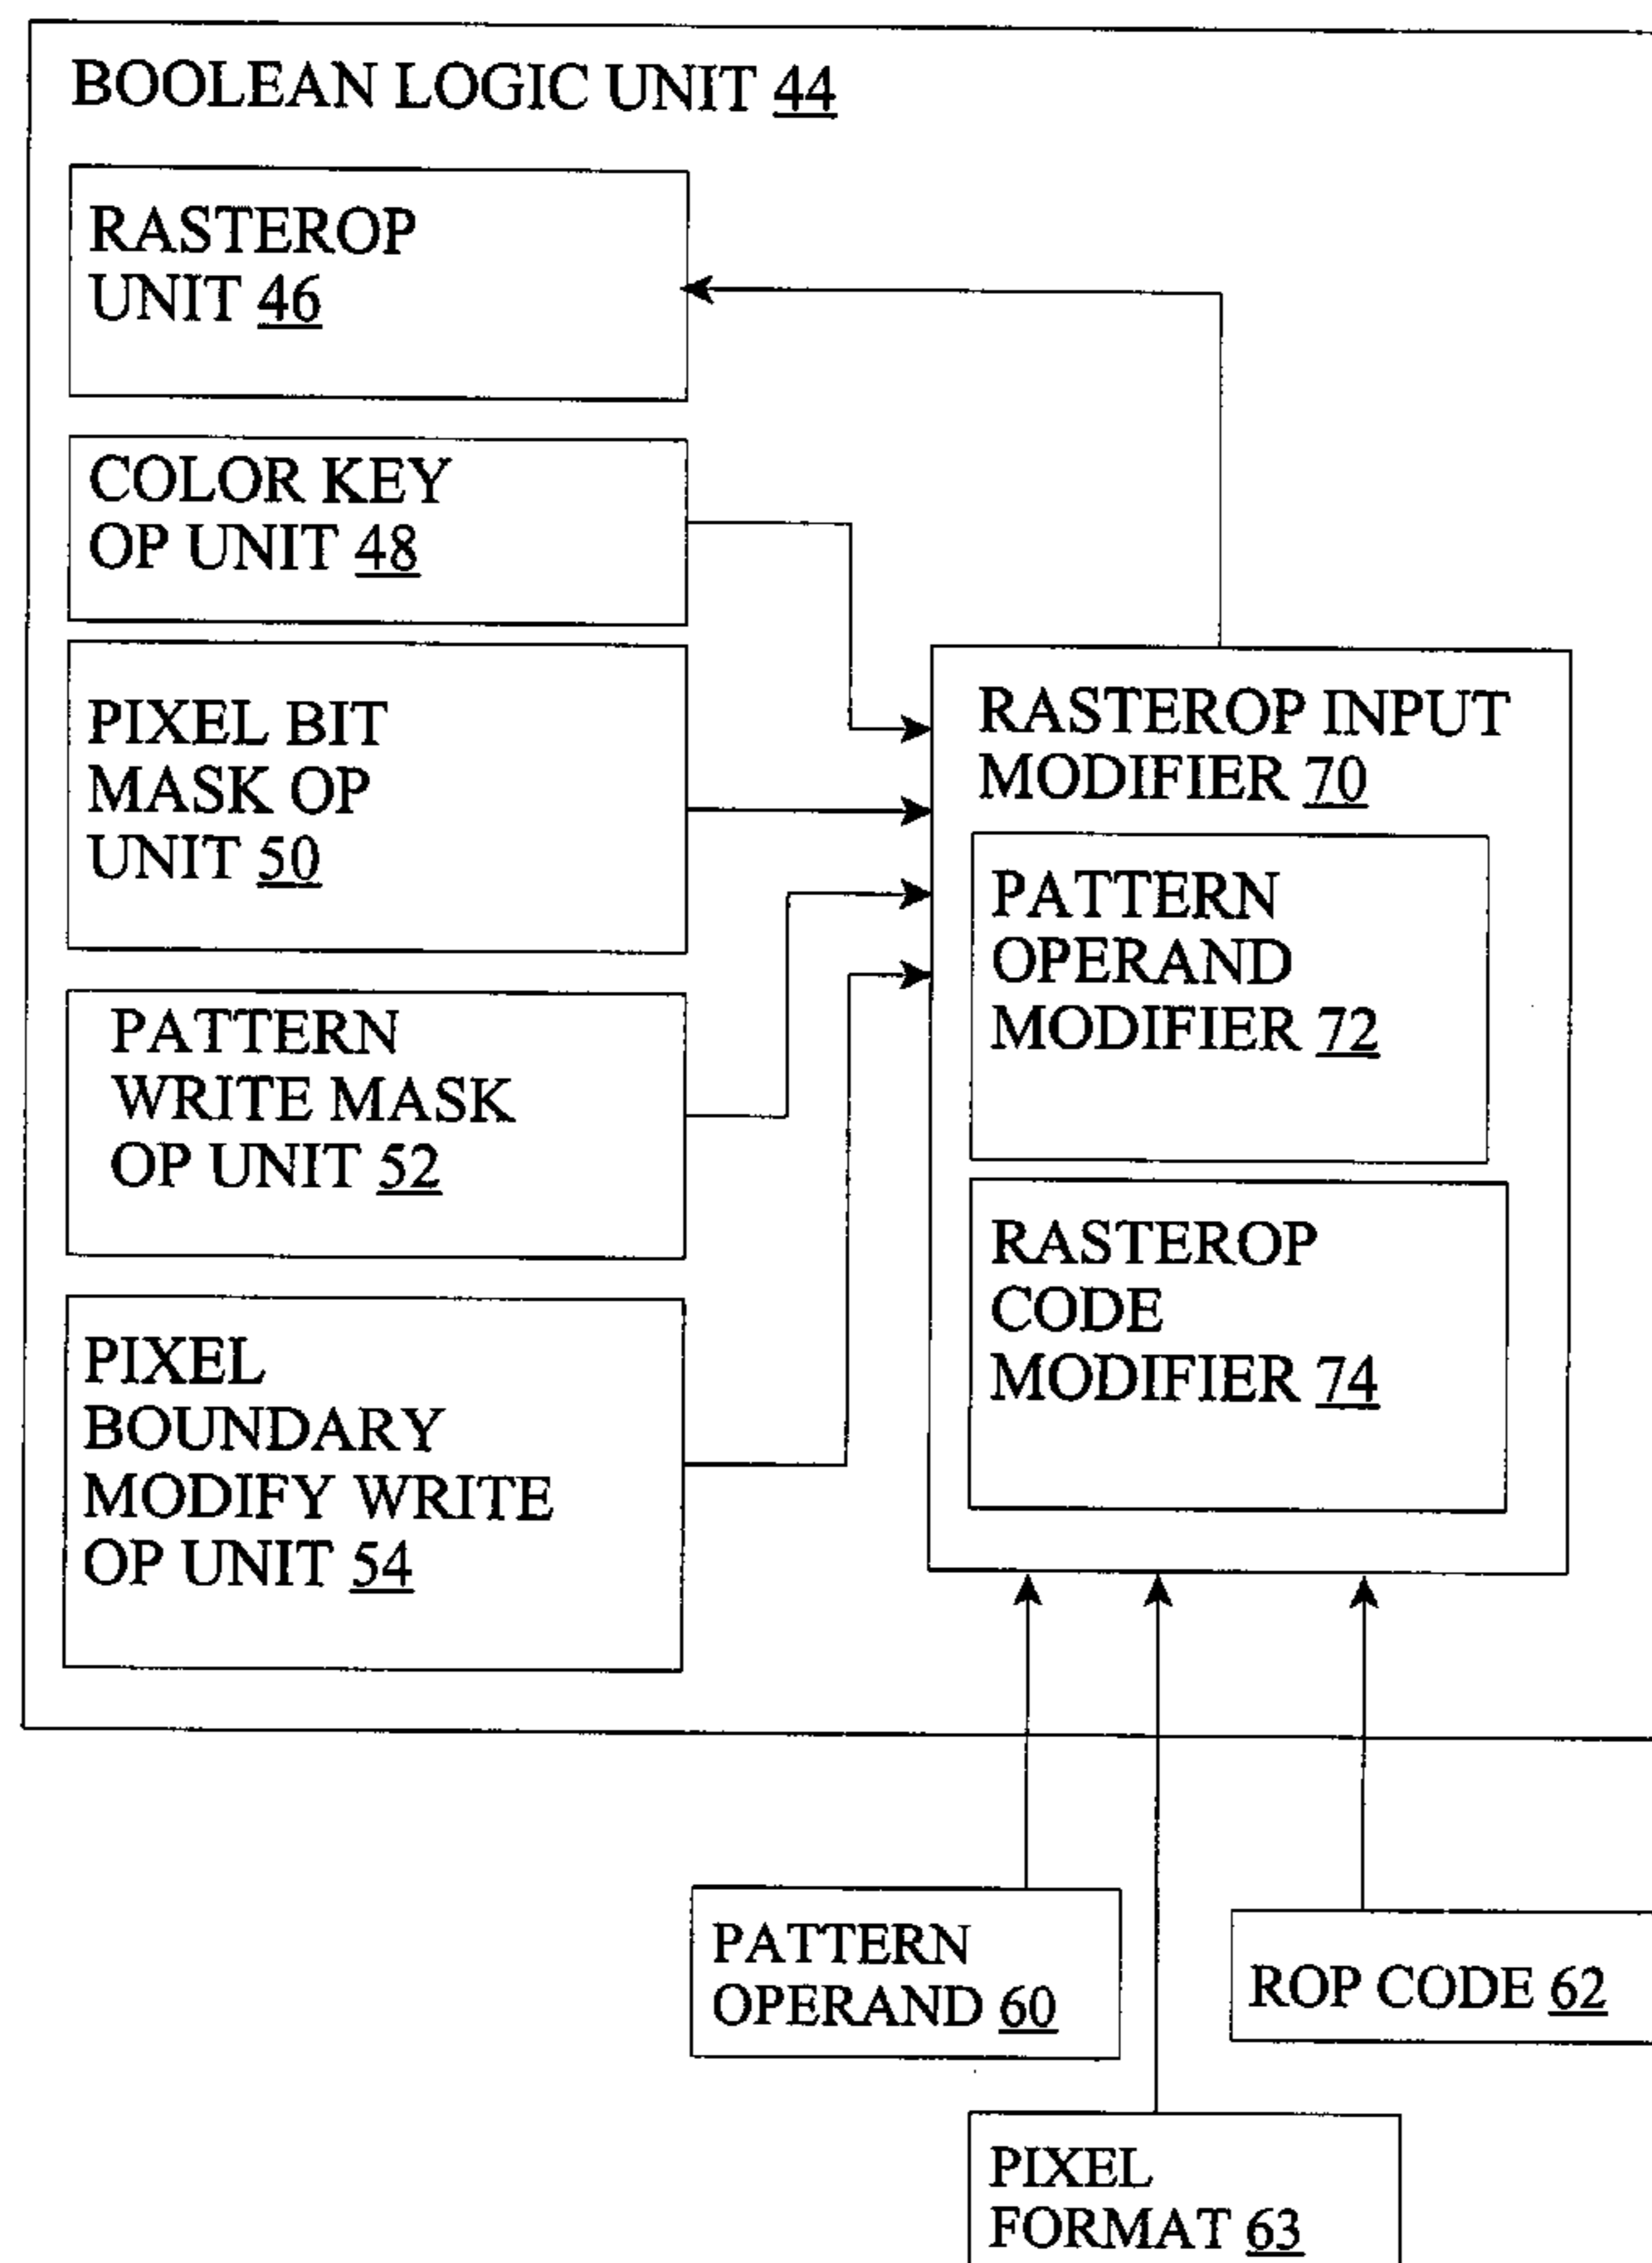 BOOLEAN LOGIC UNIT 44
RASTEROP
UNIT 46
COLOR KEY
OP UNIT 48
PIXEL BIT
MASK OP
UNIT 50
PATTERN
WRITE MASK
OP UNIT 52
PIXEL
BOUNDARY
MODIFY WRITE
OP UNIT 54
RASTEROP INPUT
MODIFIER 70
PATTERN
OPERAND
MODIFIER 72
RASTEROP
CODE
MODIFIER 74
PATTERN
OPERAND 60
ROP CODE 62
PIXEL
FORMAT 63